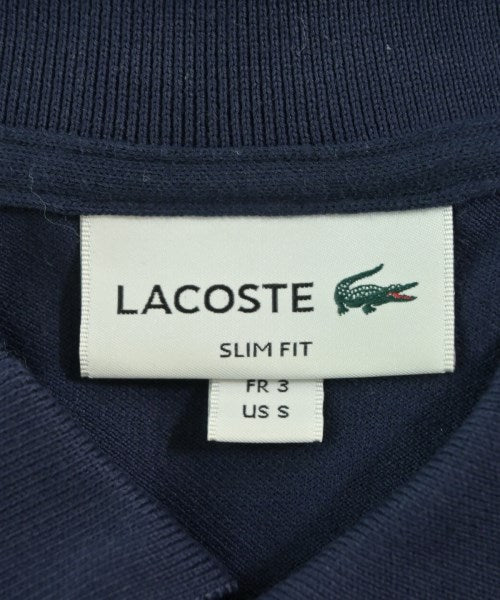 LACOSTE
SLIM FIT
FR 3
US S